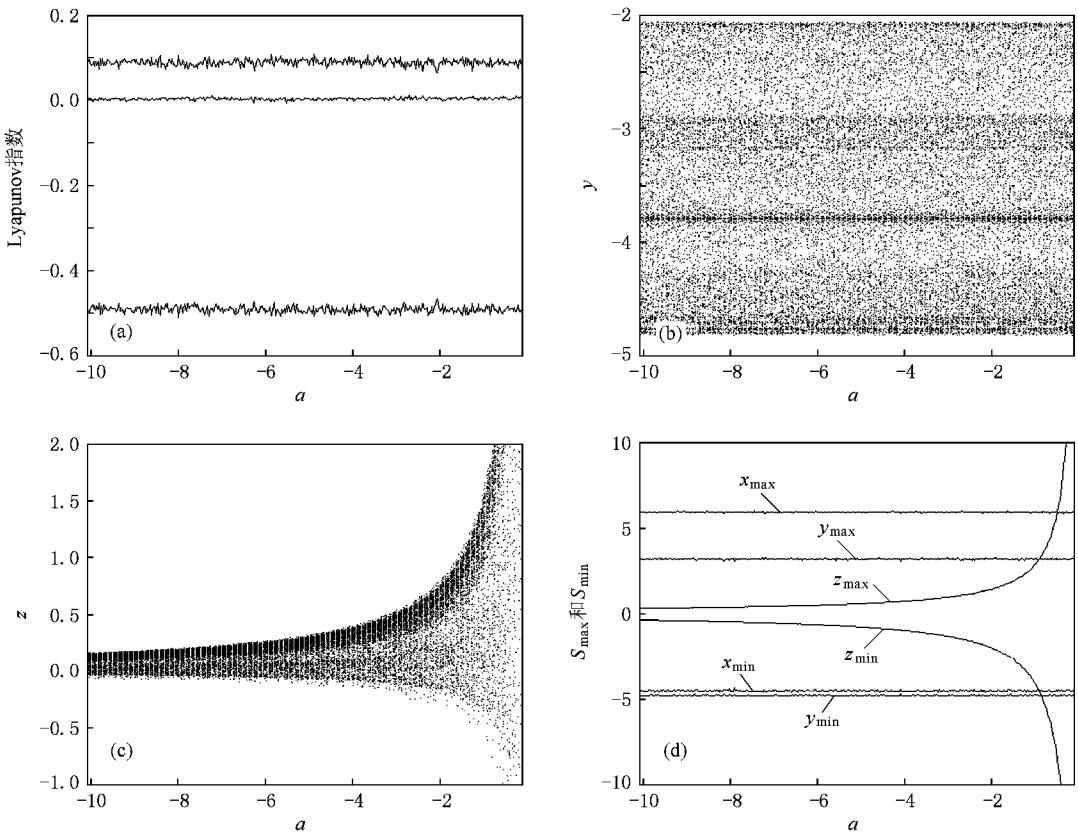 0.2
0.0
-0.2
-0.4
-0.6
Lyapunov指数
(a)
-10
-8
-6
-4
-2
a
-2
-3
-4
-5
y
(b)
-10
-8
-6
-4
-2
a
2.0
1.5
1.0
0.5
0.0
-0.5
-1.0
z
(c)
-10
-8
-6
-4
-2
a
10
5
0
-5
-10
Smax和Smin
xmax
ymax
zmax
zmin
xmin
ymin
(d)
-10
-8
-6
-4
-2
a